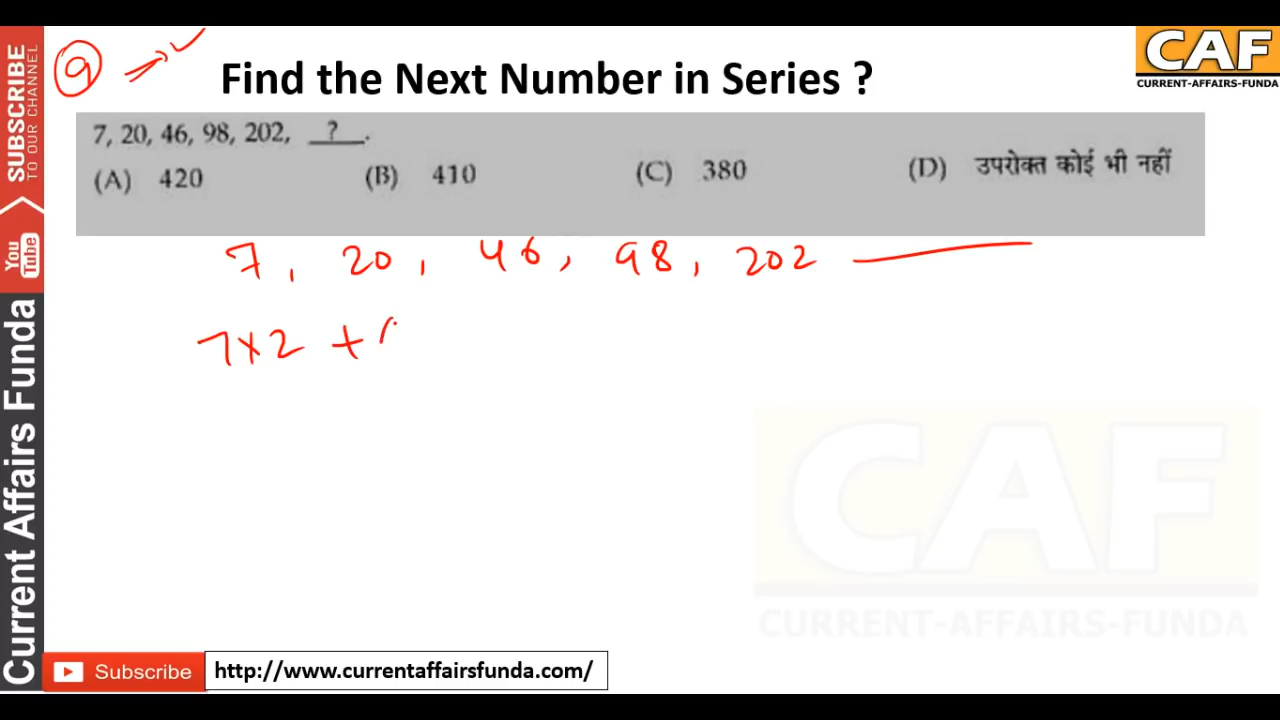 SUBSCRIBE
TO OUR CHANNEL
You
Tube
Current Affairs Funda
9
Find the Next Number in Series ?
CAF
CURRENT-AFFAIRS-FUNDA
7, 20, 46, 98, 202, ? .
(A) 420 (B) 410 (C) 380 (D) उपरोक्त कोई भी नहीं
7, 20, 46, 98, 202
7x2 +
CAF
CURRENT-AFFAIRS-FUNDA
Subscribe
http://www.currentaffairsfunda.com/